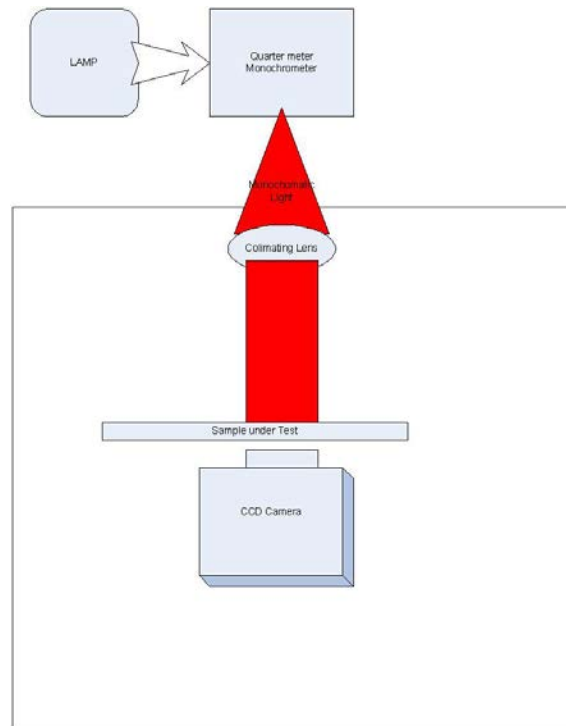 LAMP
Quarter meter
Monochrometer
Monochomatic
Light
Colimating Lens
Sample under Test
CCD Camera